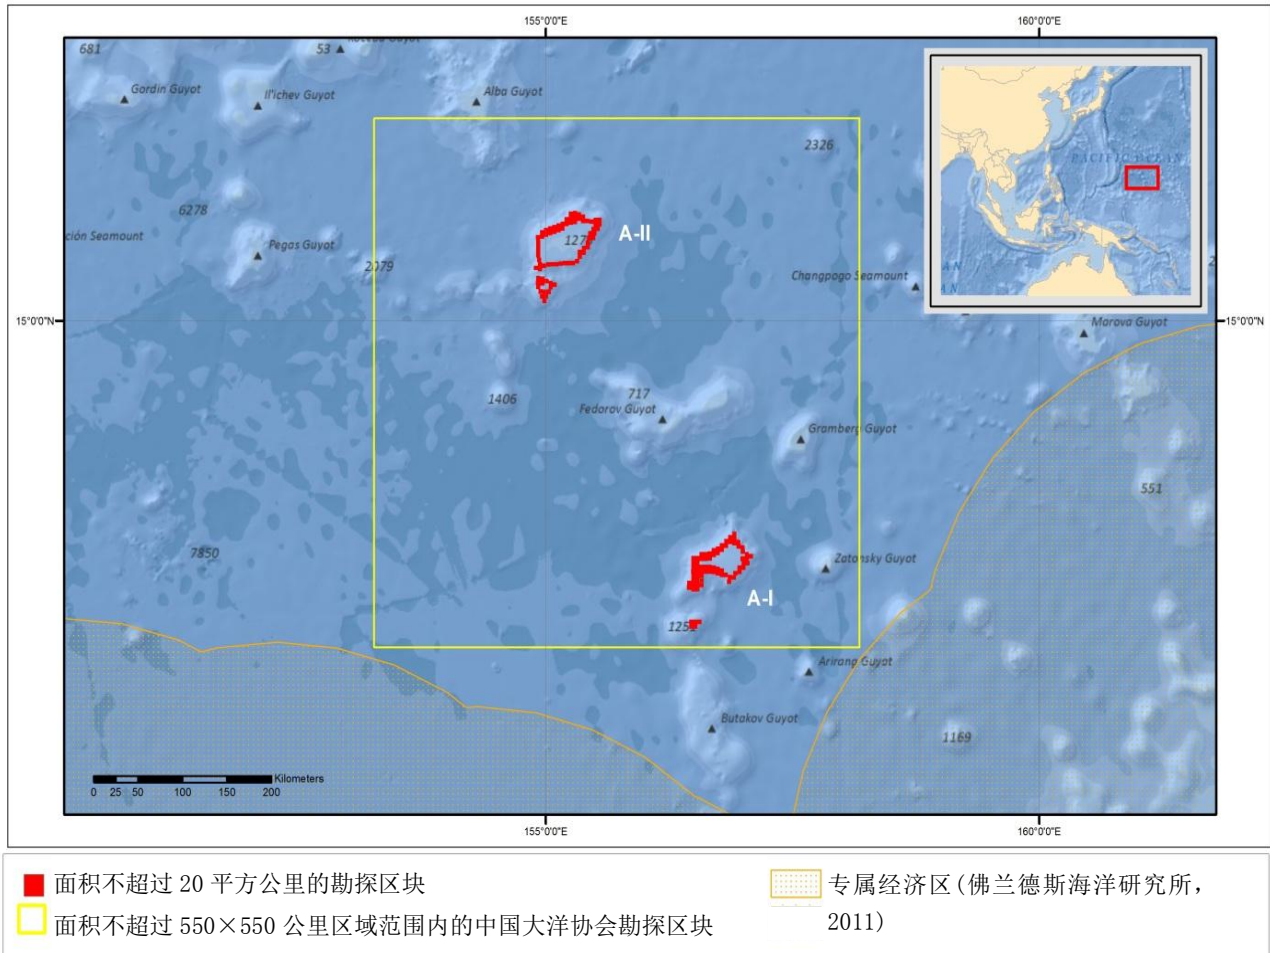 155°0'0"E
160°0'0"E
681
53
Gordin Guyot
Il'ichev Guyot
Alba Guyot
2326
PACIFIC OCEAN
6278
A-II
ción Seamount
Pegas Guyot
2079
Changpogo Seamount
15°0'0"N
15°0'0"N
Marova Guyot
1406
717
Fedorov Guyot
Gramberg Guyot
551
7850
Zatonsky Guyot
A-I
1251
Arirang Guyot
Butakov Guyot
1169
Kilometers
0 25 50 100 150 200
155°0'0"E
160°0'0"E
面积不超过 20 平方公里的勘探区块
专属经济区(佛兰德斯海洋研究所，
2011)
面积不超过 550×550 公里区域范围内的中国大洋协会勘探区块